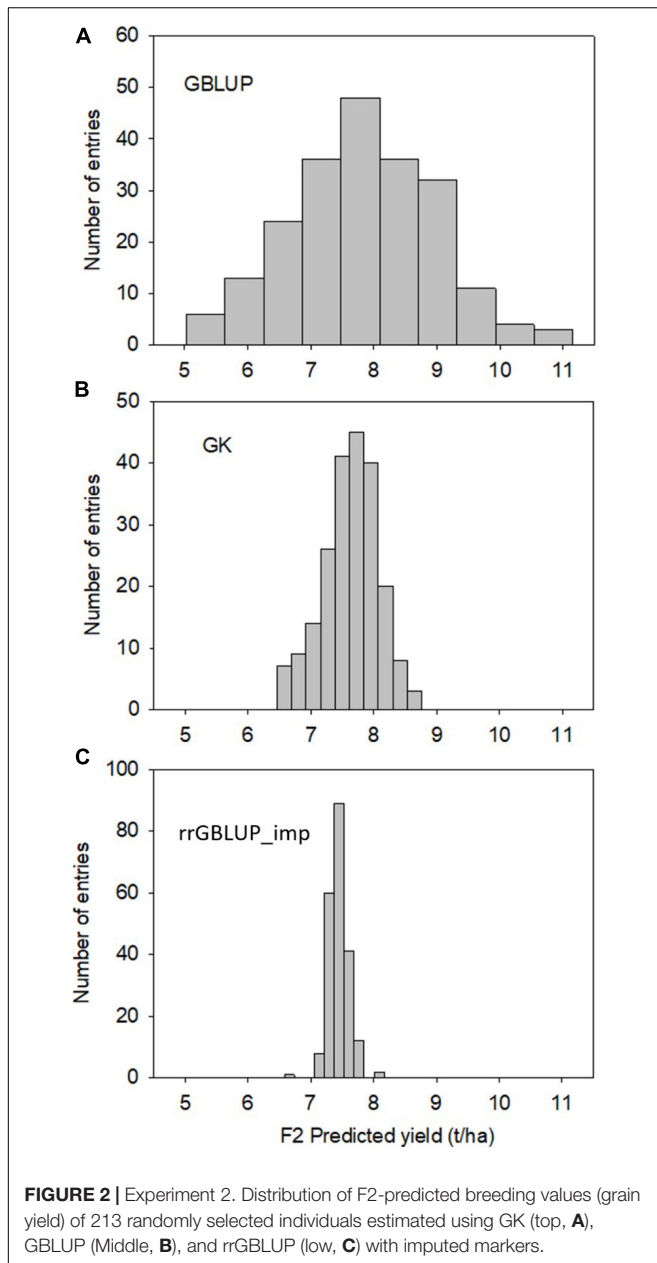 A
60
50
40
30
20
10
0
Number of entries
GBLUP
5 6 7 8 9 10 11
B
50
40
30
20
10
0
Number of entries
GK
5 6 7 8 9 10 11
C
100
80
60
40
20
0
Number of entries
rrGBLUP_imp
5 6 7 8 9 10 11
F2 Predicted yield (t/ha)
FIGURE 2 | Experiment 2. Distribution of F2-predicted breeding values (grain
yield) of 213 randomly selected individuals estimated using GK (top, A),
GBLUP (Middle, B), and rrGBLUP (low, C) with imputed markers.